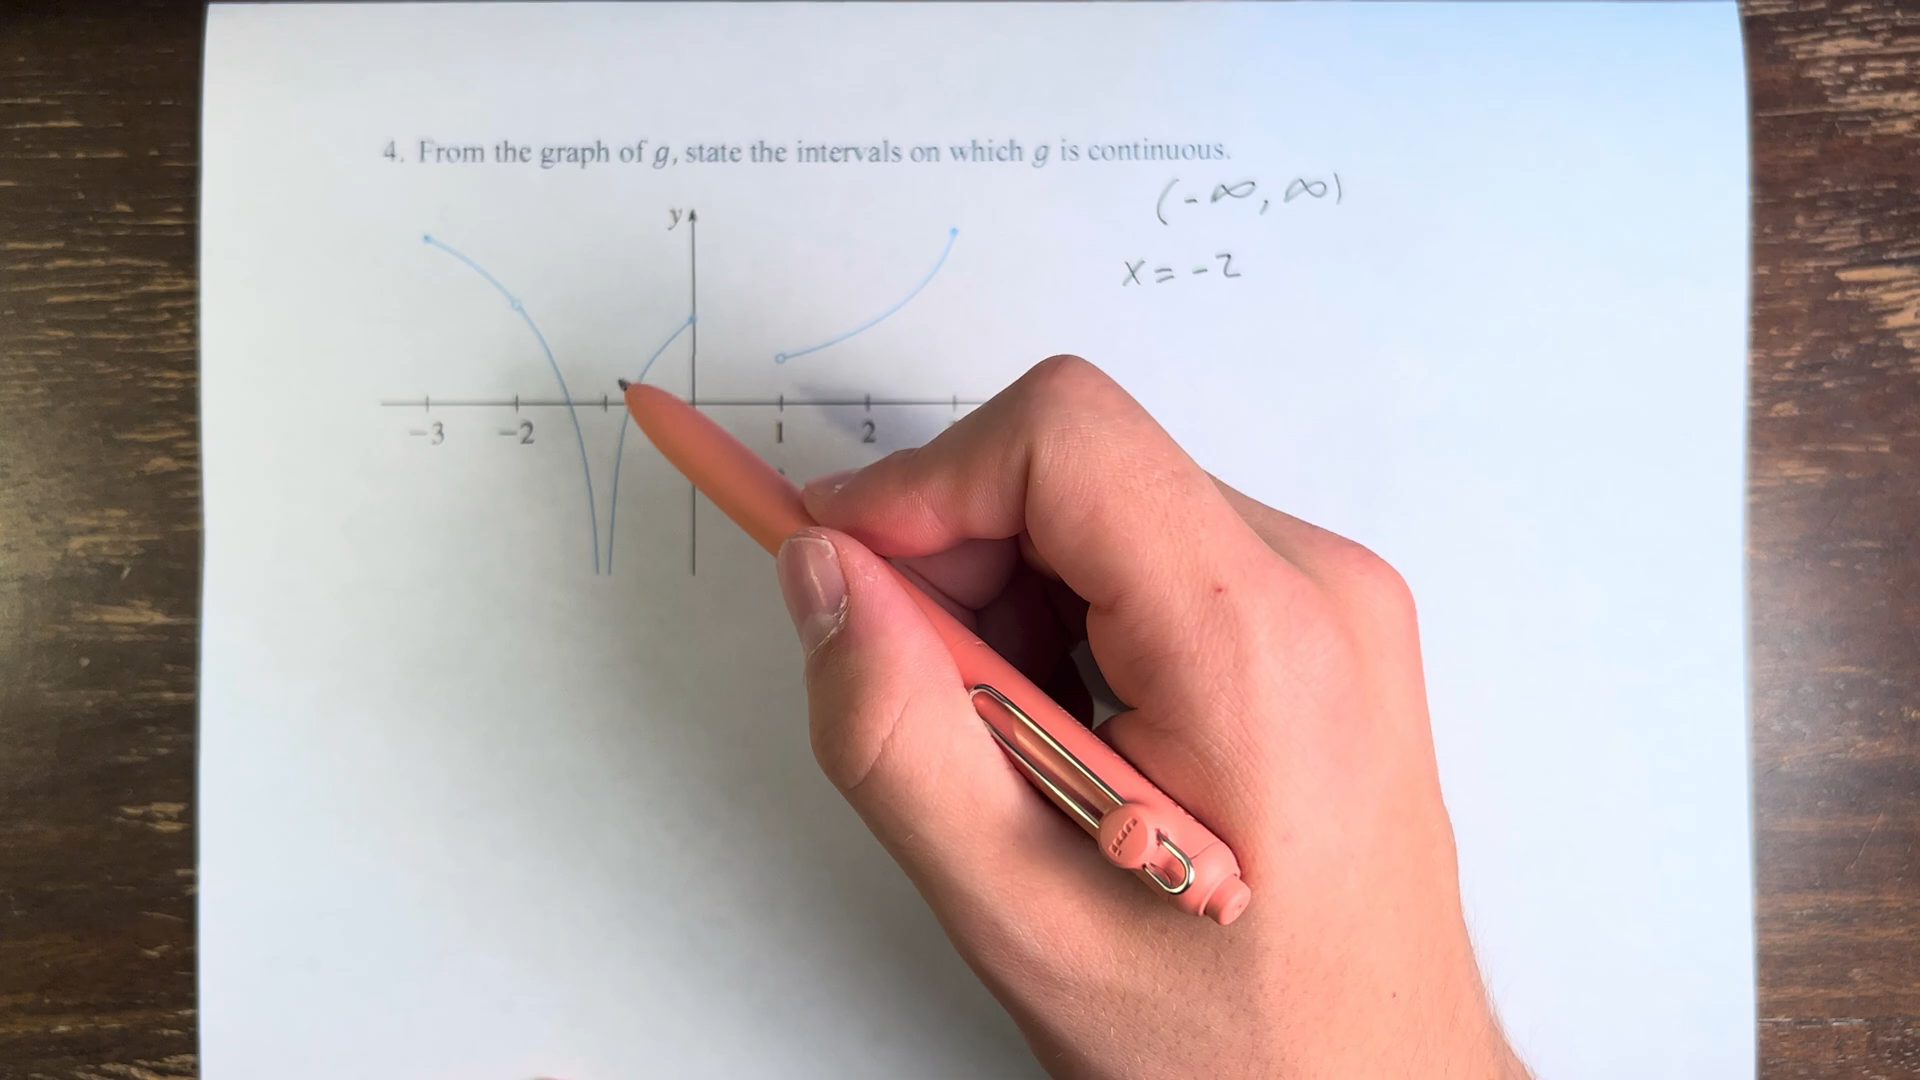 4. From the graph of g, state the intervals on which g is continuous.
(-∞, ∞)
x = -2
y
-3 -2 1 2